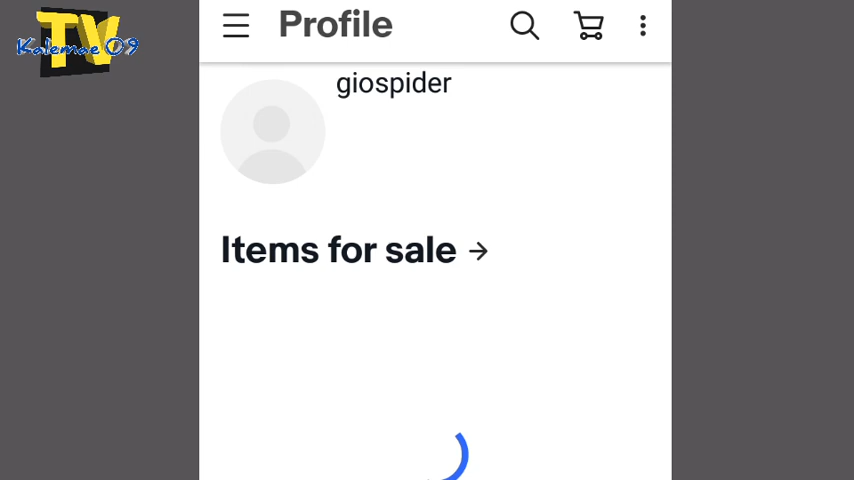 TV
Kalemae 09
Profile
giospider
Items for sale →